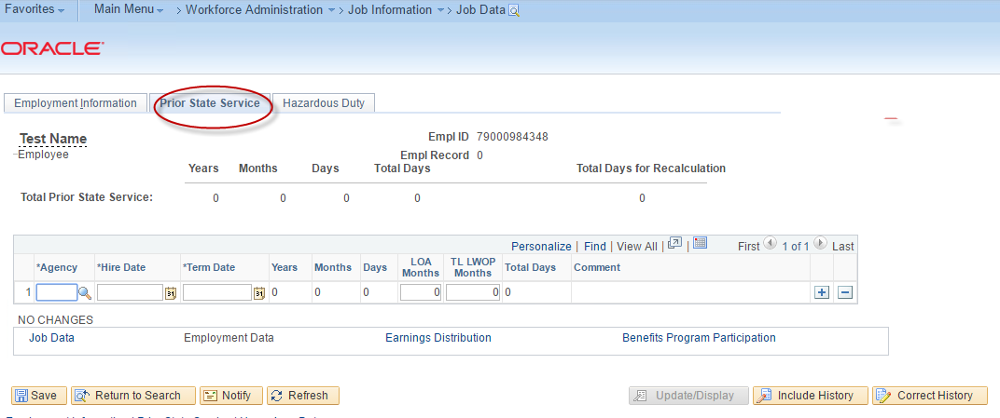 Favorites Main Menu > Workforce Administration > Job Information > Job Data
ORACLE
Employment Information Prior State Service Hazardous Duty
Test Name Empl ID 79000984348
Employee Empl Record 0
Years Months Days Total Days Total Days for Recalculation
Total Prior State Service: 0 0 0 0 0
Personalize | Find | View All | | First 1 of 1 Last
*Agency *Hire Date *Term Date Years Months Days LOA Months TL LWOP Months Total Days Comment
1 31 31 0 0 0 0 0 0
NO CHANGES
Job Data Employment Data Earnings Distribution Benefits Program Participation
Save Return to Search Notify Refresh Update/Display Include History Correct History